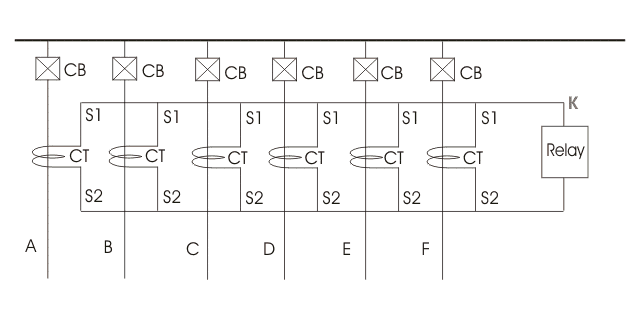 CB CB CB CB CB CB
K
S1 S1 S1 S1 S1 S1
CT CT CT CT CT CT Relay
S2 S2 S2 S2 S2 S2
A B C D E F